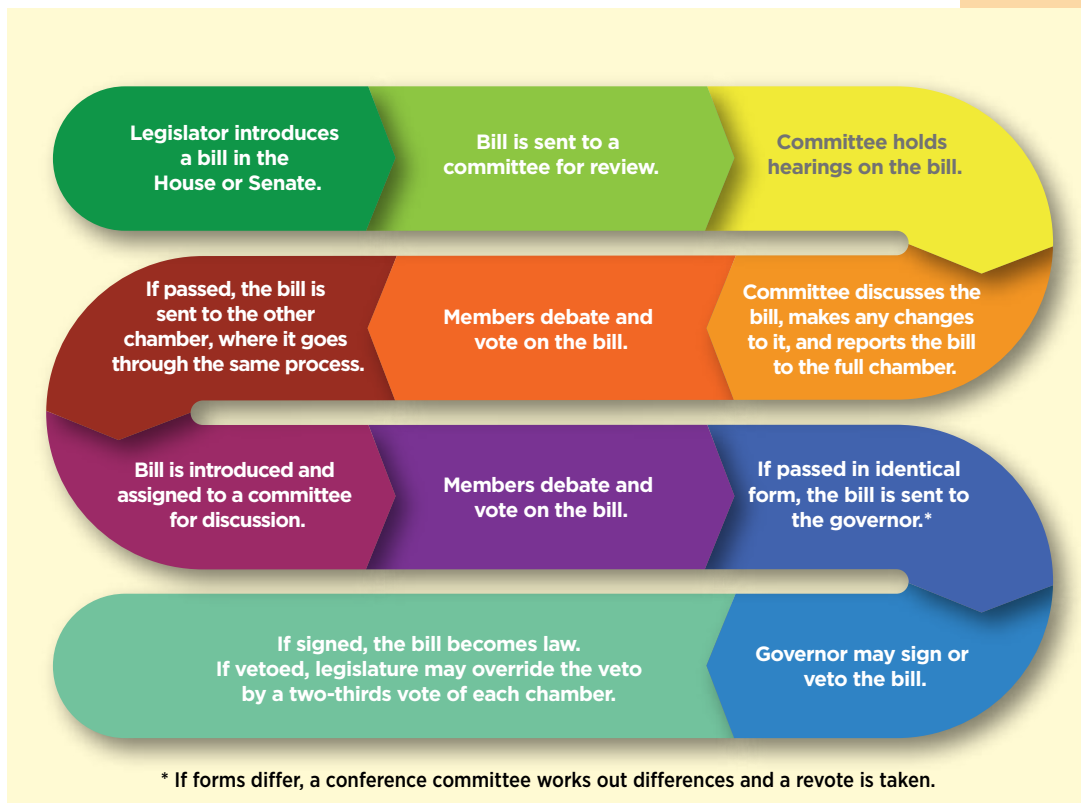 Legislator introduces
a bill in the
House or Senate.
Bill is sent to a
committee for review.
Committee holds
hearings on the bill.
Committee discusses the
bill, makes any changes
to it, and reports the bill
to the full chamber.
Members debate and
vote on the bill.
If passed, the bill is
sent to the other
chamber, where it goes
through the same process.
Bill is introduced and
assigned to a committee
for discussion.
Members debate and
vote on the bill.
If passed in identical
form, the bill is sent to
the governor.*
Governor may sign or
veto the bill.
If signed, the bill becomes law.
If vetoed, legislature may override the veto
by a two-thirds vote of each chamber.
* If forms differ, a conference committee works out differences and a revote is taken.